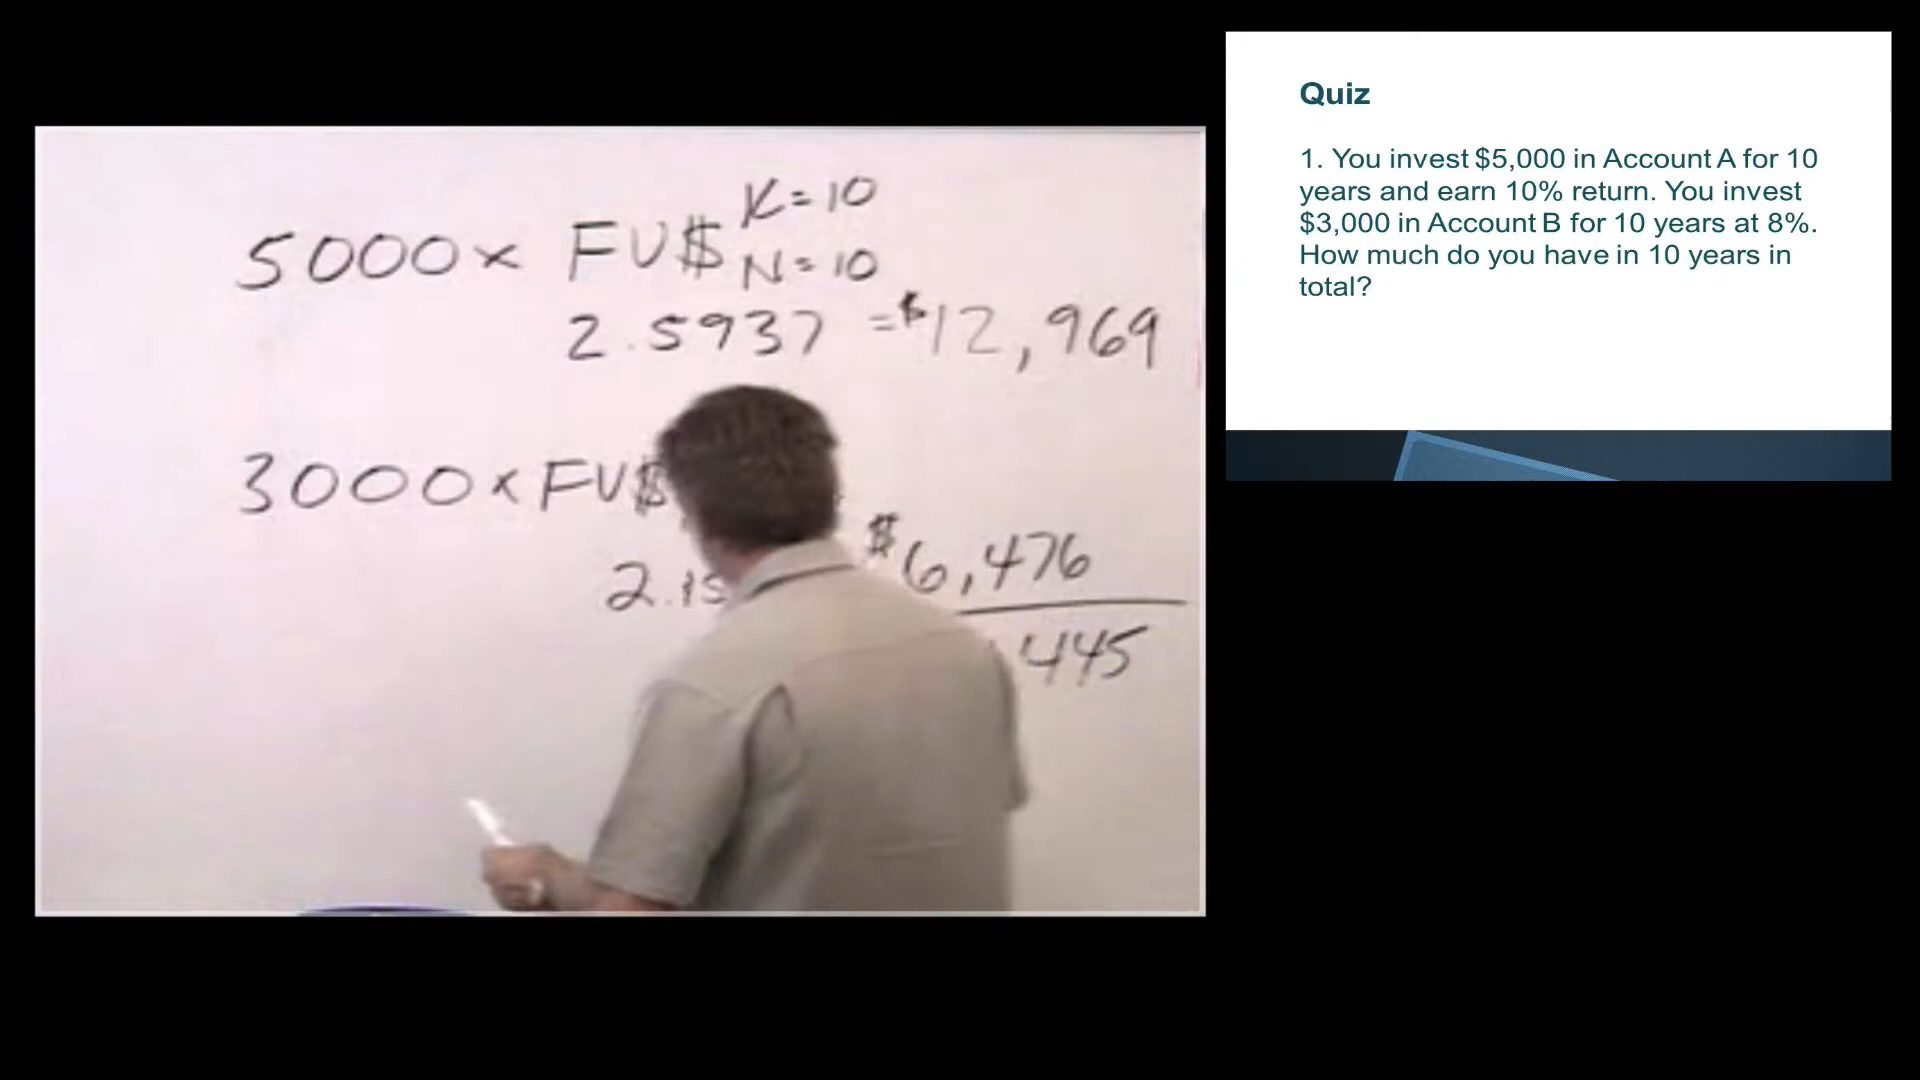 K=10
5000 x FV$ N=10
2.5937 =$12,969
3000 x FV$
$6,476
445
Quiz
1. You invest $5,000 in Account A for 10
years and earn 10% return. You invest
$3,000 in Account B for 10 years at 8%.
How much do you have in 10 years in
total?